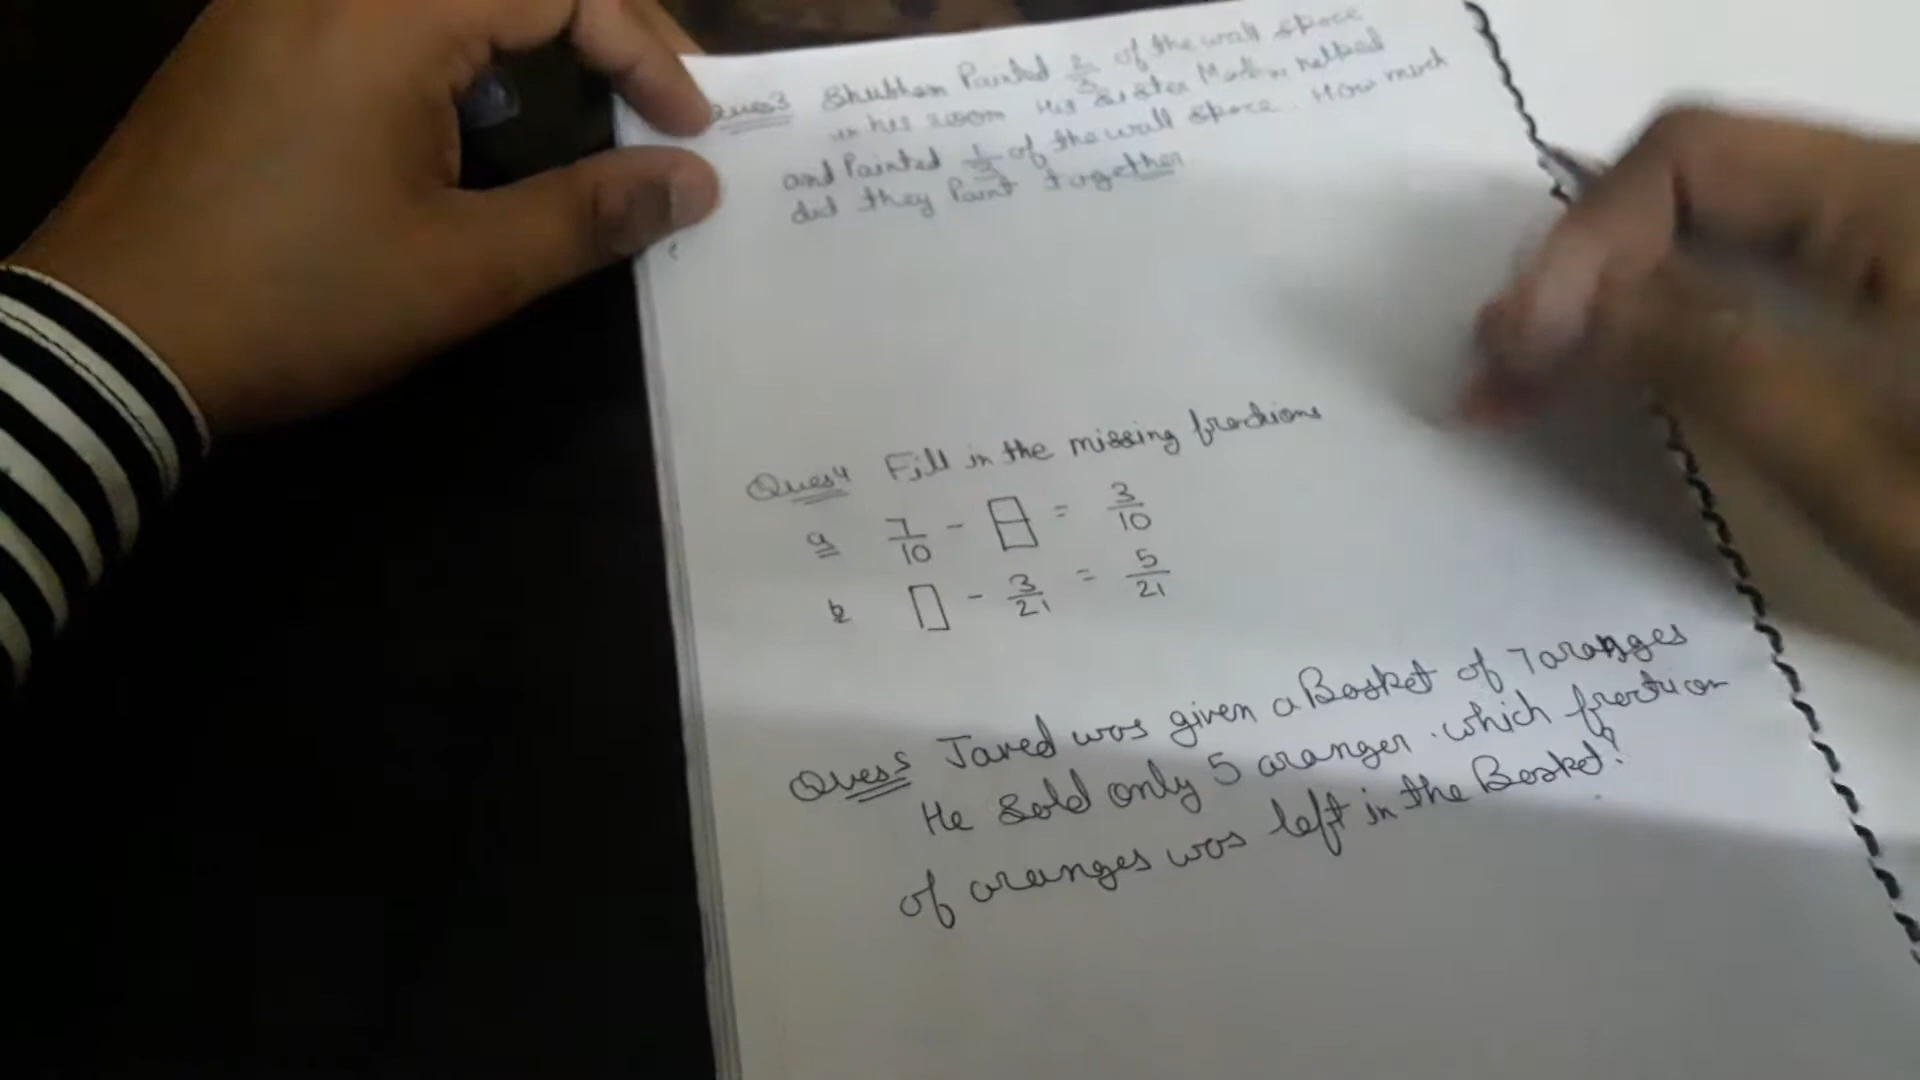 Ques3 Shubham Painted 2/3 of the wall space
in his room His sister helped
and Painted 1/3 of the wall space. How much
did they Paint together
Ques4 Fill in the missing fractions
a 7/10 - □ = 3/10
b □ - 3/21 = 5/21
Ques5 Javed was given a Basket of 7 oranges
He sold only 5 oranger. which fraction
of oranges was left in the Basket?